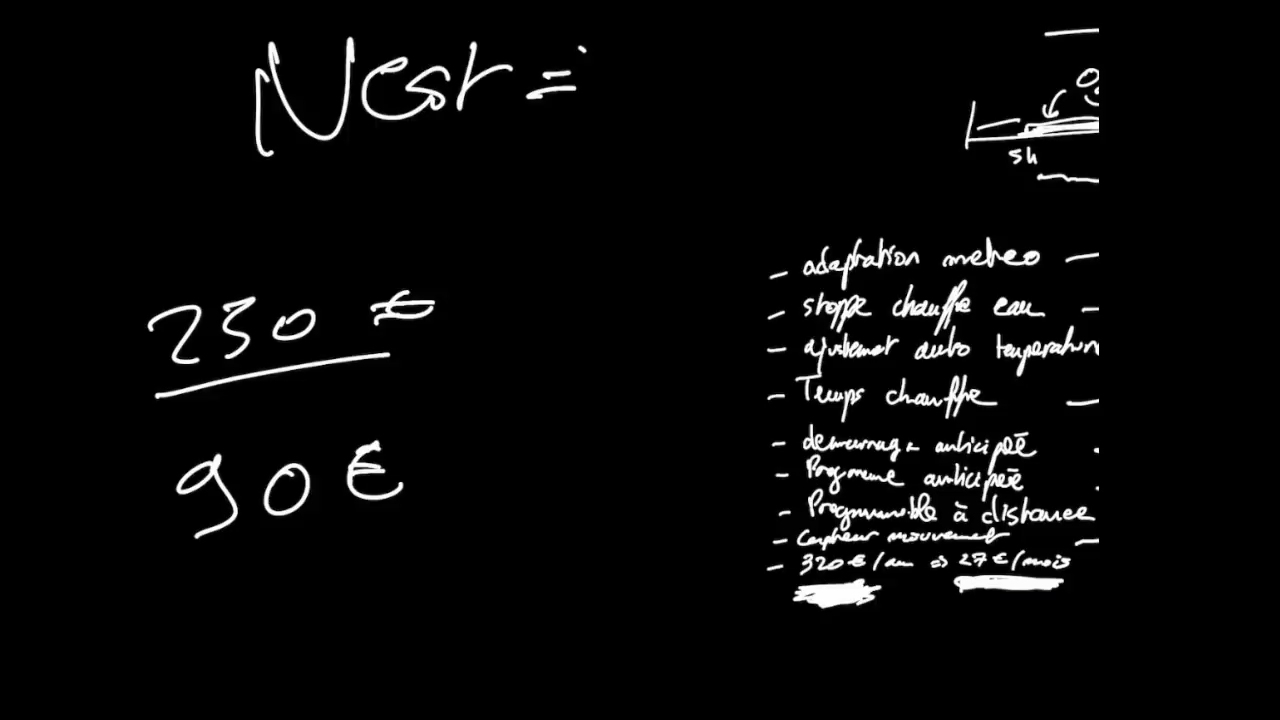 Nest =
5h
230 €
90 €
- adaptation meteo -
- stoppe chauffe eau -
- ajustement auto temperature
- Temps chauffe -
- demarrage anticipé
- Programme anticipé
- Programmable à distance
- Capteur mouvement -
- 320 € / an => 27 € / mois